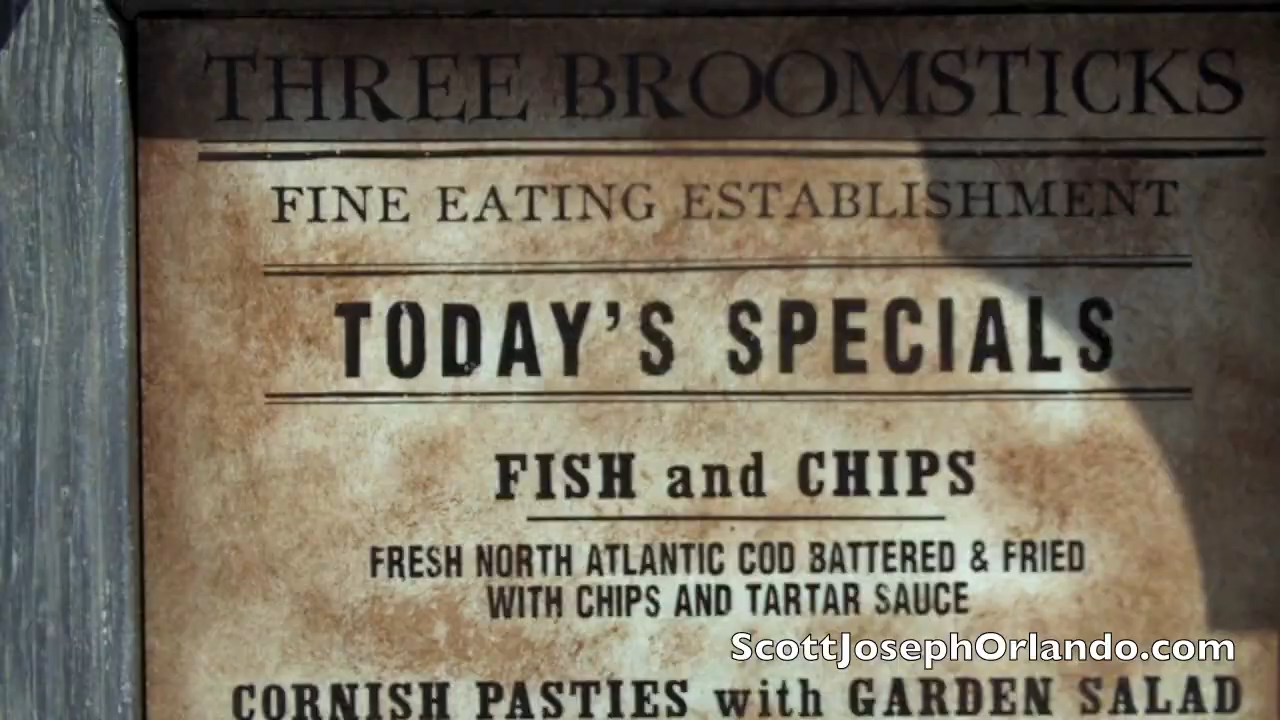 THREE BROOMSTICKS
FINE EATING ESTABLISHMENT
TODAY'S SPECIALS
FISH and CHIPS
FRESH NORTH ATLANTIC COD BATTERED & FRIED
WITH CHIPS AND TARTAR SAUCE
ScottJosephOrlando.com
CORNISH PASTIES with GARDEN SALAD